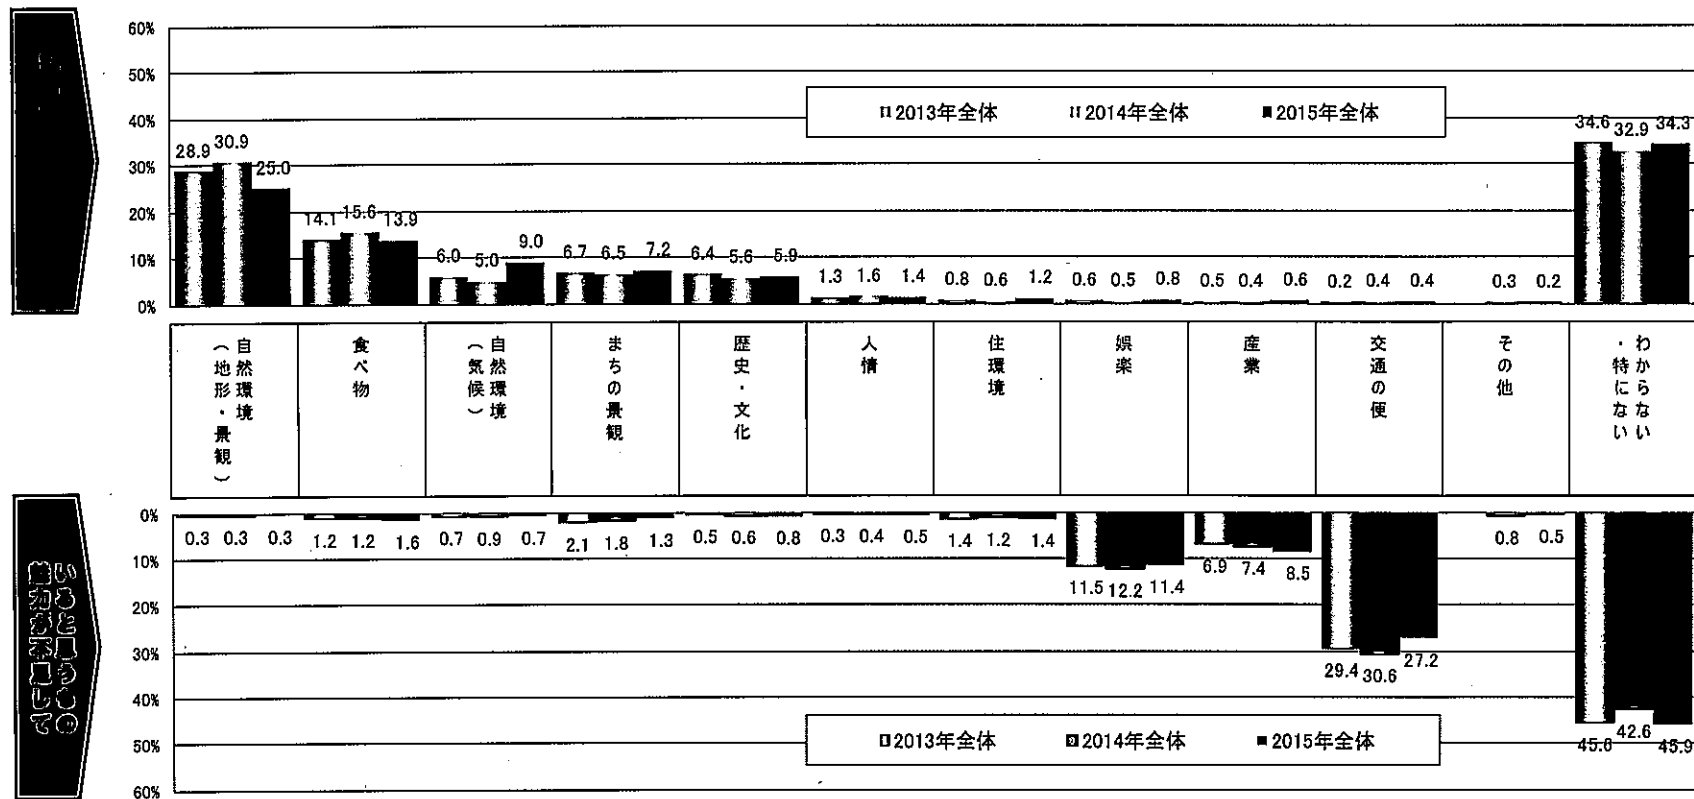 60%
50%
40%
30%
20%
10%
0%
2013年全体 2014年全体 2015年全体
28.9 30.9 25.0
14.1 15.6 13.9
6.0 5.0 9.0
6.7 6.5 7.2
6.4 5.6 5.9
1.3 1.6 1.4
0.8 0.6 1.2
0.6 0.5 0.8
0.5 0.4 0.6
0.2 0.4 0.4
0.3 0.2
34.6 32.9 34.3
自然環境
(地形・景観)
食べ物
自然環境
(気候)
まちの景観
歴史・文化
人情
住環境
娯楽
産業
交通の便
その他
わからない
・特にない
魅力が不足して
いると思うもの
0%
10%
20%
30%
40%
50%
60%
0.3 0.3 0.3
1.2 1.2 1.6
0.7 0.9 0.7
2.1 1.8 1.3
0.5 0.6 0.8
0.3 0.4 0.5
1.4 1.2 1.4
11.5 12.2 11.4
6.9 7.4 8.5
29.4 30.6 27.2
0.8 0.5
42.6 45.9
2013年全体 2014年全体 2015年全体